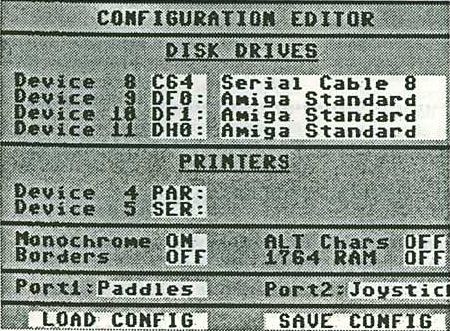 CONFIGURATION EDITOR
DISK DRIVES
Device 8 C64 Serial Cable 8
Device 9 DF0: Amiga Standard
Device 10 DF1: Amiga Standard
Device 11 DH0: Amiga Standard
PRINTERS
Device 4 PAR:
Device 5 SER:
Monochrome ON ALT Chars OFF
Borders OFF 1764 RAM OFF
Port1: Paddles Port2: Joystick
LOAD CONFIG SAVE CONFIG